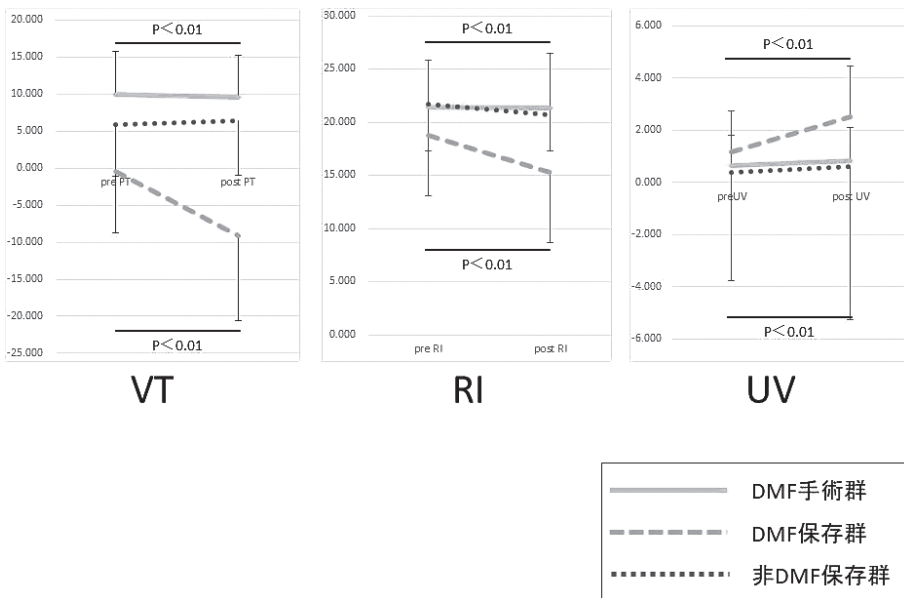 20.000
15.000
10.000
5.000
0.000
-5.000
-10.000
-15.000
-20.000
-25.000
P＜0.01
pre PT
post PT
P＜0.01
VT
30.000
25.000
20.000
15.000
10.000
5.000
0.000
P＜0.01
P＜0.01
pre RI
post RI
RI
6.000
4.000
2.000
0.000
-2.000
-4.000
-6.000
P＜0.01
preUV
post UV
P＜0.01
UV
DMF手術群
DMF保存群
非DMF保存群